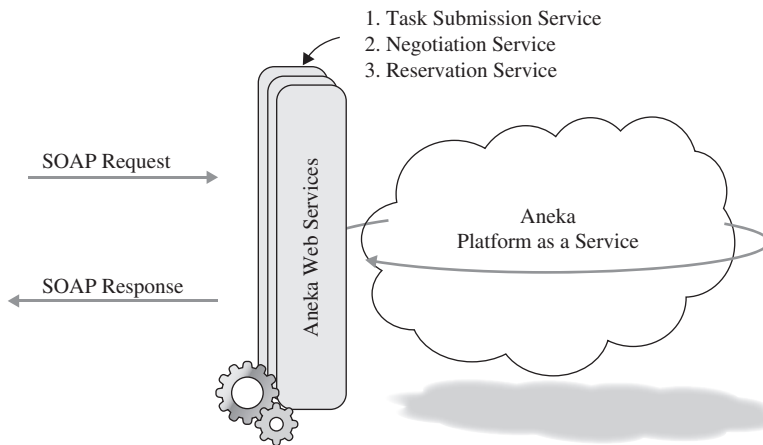 1. Task Submission Service
2. Negotiation Service
3. Reservation Service
SOAP Request
SOAP Response
Aneka Web Services
Aneka
Platform as a Service